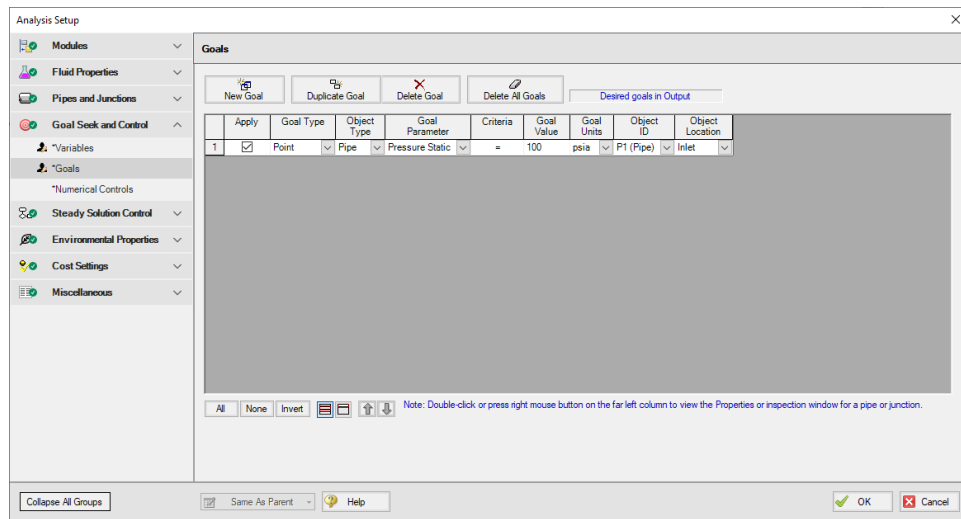 Analysis Setup
Modules
Fluid Properties
Pipes and Junctions
Goal Seek and Control
*Variables
*Goals
*Numerical Controls
Steady Solution Control
Environmental Properties
Cost Settings
Miscellaneous
Goals
New Goal Duplicate Goal Delete Goal Delete All Goals Desired goals in Output
Apply Goal Type Object Type Goal Parameter Criteria Goal Value Goal Units Object ID Object Location
1 Point Pipe Pressure Static = 100 psia P1 (Pipe) Inlet
All None Invert Note: Double-click or press right mouse button on the far left column to view the Properties or inspection window for a pipe or junction.
Collapse All Groups Same As Parent Help OK Cancel